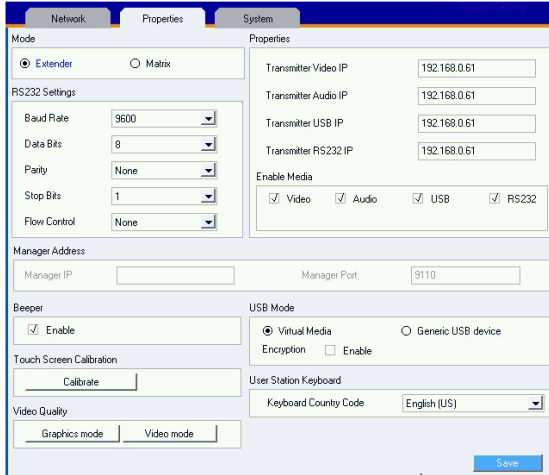 Network Properties System
Mode
Extender Matrix
RS232 Settings
Baud Rate 9600
Data Bits 8
Parity None
Stop Bits 1
Flow Control None
Properties
Transmitter Video IP 192.168.0.61
Transmitter Audio IP 192.168.0.61
Transmitter USB IP 192.168.0.61
Transmitter RS232 IP 192.168.0.61
Enable Media
Video Audio USB RS232
Manager Address
Manager IP Manager Port 9110
Beeper
Enable
Touch Screen Calibration
Calibrate
Video Quality
Graphics mode Video mode
USB Mode
Virtual Media Generic USB device
Encryption Enable
User Station Keyboard
Keyboard Country Code English (US)
Save